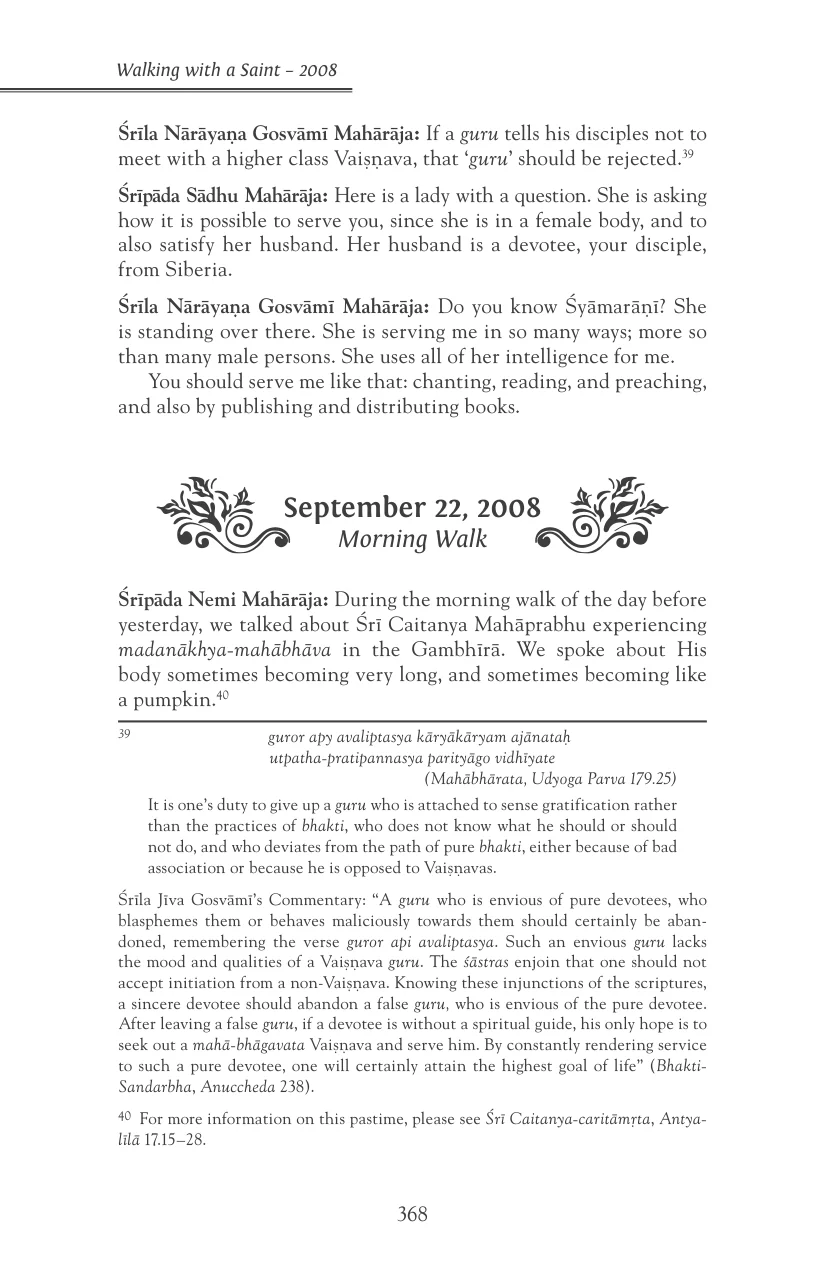 Walking with a Saint – 2008
Śrīla Nārāyaṇa Gosvāmī Mahārāja: If a guru tells his disciples not to
meet with a higher class Vaiṣṇava, that ‘guru’ should be rejected.39
Śrīpāda Sādhu Mahārāja: Here is a lady with a question. She is asking
how it is possible to serve you, since she is in a female body, and to
also satisfy her husband. Her husband is a devotee, your disciple,
from Siberia.
Śrīla Nārāyaṇa Gosvāmī Mahārāja: Do you know Śyāmarāṇī? She
is standing over there. She is serving me in so many ways; more so
than many male persons. She uses all of her intelligence for me.
You should serve me like that: chanting, reading, and preaching,
and also by publishing and distributing books.
September 22, 2008
Morning Walk
Śrīpāda Nemi Mahārāja: During the morning walk of the day before
yesterday, we talked about Śrī Caitanya Mahāprabhu experiencing
madanākhya-mahābhāva in the Gambhīrā. We spoke about His
body sometimes becoming very long, and sometimes becoming like
a pumpkin.40
39 guror apy avaliptasya kāryākāryam ajānataḥ
utpatha-pratipannasya parityāgo vidhīyate
(Mahābhārata, Udyoga Parva 179.25)
It is one’s duty to give up a guru who is attached to sense gratification rather
than the practices of bhakti, who does not know what he should or should
not do, and who deviates from the path of pure bhakti, either because of bad
association or because he is opposed to Vaiṣṇavas.
Śrīla Jīva Gosvāmī’s Commentary: “A guru who is envious of pure devotees, who
blasphemes them or behaves maliciously towards them should certainly be aban-
doned, remembering the verse guror api avaliptasya. Such an envious guru lacks
the mood and qualities of a Vaiṣṇava guru. The śāstras enjoin that one should not
accept initiation from a non-Vaiṣṇava. Knowing these injunctions of the scriptures,
a sincere devotee should abandon a false guru, who is envious of the pure devotee.
After leaving a false guru, if a devotee is without a spiritual guide, his only hope is to
seek out a mahā-bhāgavata Vaiṣṇava and serve him. By constantly rendering service
to such a pure devotee, one will certainly attain the highest goal of life” (Bhakti-
Sandarbha, Anuccheda 238).
40 For more information on this pastime, please see Śrī Caitanya-caritāmṛta, Antya-
līlā 17.15–28.
368